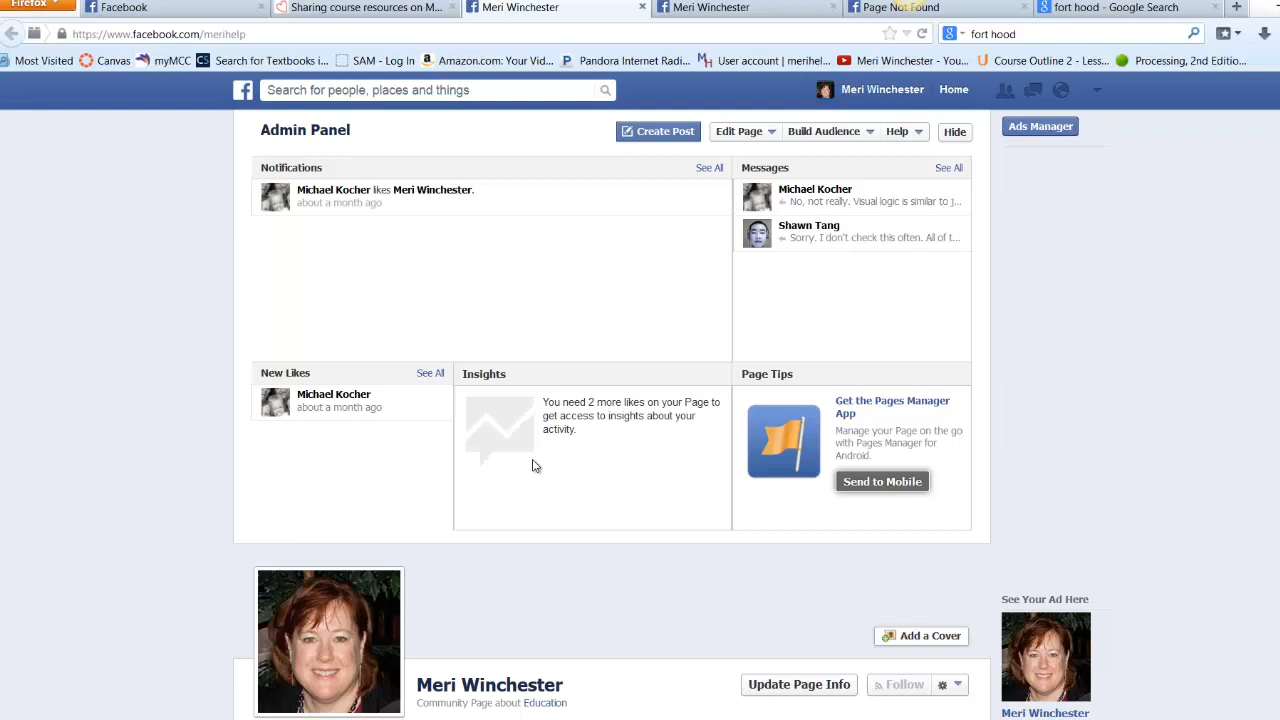 Firefox
Facebook
Sharing course resources on M...
Meri Winchester
Meri Winchester
Page Not Found
fort hood - Google Search
https://www.facebook.com/merihelp
fort hood
Most Visited
Canvas
myMCC
Search for Textbooks i...
SAM - Log In
Amazon.com: Your Vid...
Pandora Internet Radi...
User account | merihel...
Meri Winchester - You...
Course Outline 2 - Less...
Processing, 2nd Editio...
Search for people, places and things
Meri Winchester
Home
Admin Panel
Create Post
Edit Page
Build Audience
Help
Hide
Ads Manager
Notifications
See All
Michael Kocher likes Meri Winchester.
about a month ago
Messages
See All
Michael Kocher
No, not really. Visual logic is similar to j...
Shawn Tang
Sorry. I don't check this often. All of t...
New Likes
See All
Michael Kocher
about a month ago
Insights
You need 2 more likes on your Page to
get access to insights about your
activity.
Page Tips
Get the Pages Manager
App
Manage your Page on the go
with Pages Manager for
Android.
Send to Mobile
Add a Cover
Meri Winchester
Community Page about Education
Update Page Info
Follow
See Your Ad Here
Meri Winchester